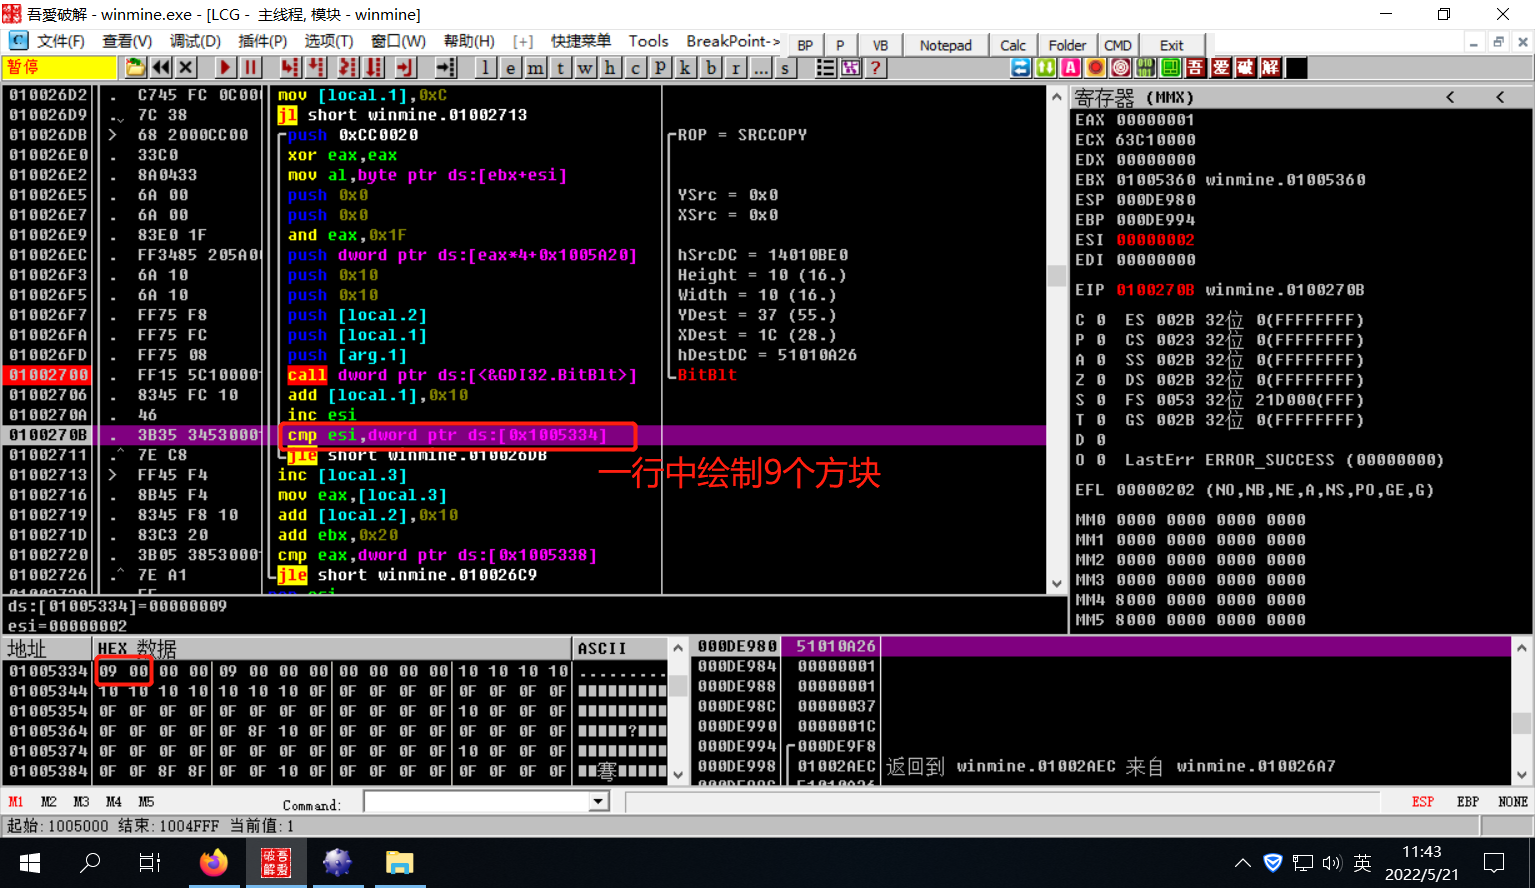 吾愛破解 - winmine.exe - [LCG - 主线程, 模块 - winmine]
文件(F) 查看(V) 调试(D) 插件(P) 选项(T) 窗口(W) 帮助(H) [+] 快捷菜单 Tools BreakPoint-> BP P VB Notepad Calc Folder CMD Exit
暂停 l e m t w h c p k b r ... s ? 吾 爱 破 解
010026D2 . C745 FC 0C00 mov [local.1],0xC
010026D9 . 7C 38 jl short winmine.01002713
010026DB > 68 2000CC00 push 0xCC0020 ROP = SRCCOPY
010026E0 . 33C0 xor eax,eax
010026E2 . 8A0433 mov al,byte ptr ds:[ebx+esi]
010026E5 . 6A 00 push 0x0 YSrc = 0x0
010026E7 . 6A 00 push 0x0 XSrc = 0x0
010026E9 . 83E0 1F and eax,0x1F
010026EC . FF3485 205A0 push dword ptr ds:[eax*4+0x1005A20] hSrcDC = 14010BE0
010026F3 . 6A 10 push 0x10 Height = 10 (16.)
010026F5 . 6A 10 push 0x10 Width = 10 (16.)
010026F7 . FF75 F8 push [local.2] YDest = 37 (55.)
010026FA . FF75 FC push [local.1] XDest = 1C (28.)
010026FD . FF75 08 push [arg.1] hDestDC = 51010A26
01002700 . FF15 5C10000 call dword ptr ds:[<&GDI32.BitBlt>] BitBlt
01002706 . 8345 FC 10 add [local.1],0x10
0100270A . 46 inc esi
0100270B . 3B35 3453000 cmp esi,dword ptr ds:[0x1005334]
01002711 .^ 7E C8 jle short winmine.010026DB
一行中绘制9个方块
01002713 > FF45 F4 inc [local.3]
01002716 . 8B45 F4 mov eax,[local.3]
01002719 . 8345 F8 10 add [local.2],0x10
0100271D . 83C3 20 add ebx,0x20
01002720 . 3B05 3853000 cmp eax,dword ptr ds:[0x1005338]
01002726 .^ 7E A1 jle short winmine.010026C9
寄存器 (MMX) < <
EAX 00000001
ECX 63C10000
EDX 00000000
EBX 01005360 winmine.01005360
ESP 000DE980
EBP 000DE994
ESI 00000002
EDI 00000000
EIP 0100270B winmine.0100270B
C 0 ES 002B 32位 0(FFFFFFFF)
P 0 CS 0023 32位 0(FFFFFFFF)
A 0 SS 002B 32位 0(FFFFFFFF)
Z 0 DS 002B 32位 0(FFFFFFFF)
S 0 FS 0053 32位 21D000(FFF)
T 0 GS 002B 32位 0(FFFFFFFF)
D 0
O 0 LastErr ERROR_SUCCESS (00000000)
EFL 00000202 (NO,NB,NE,A,NS,PO,GE,G)
MM0 0000 0000 0000 0000
MM1 0000 0000 0000 0000
MM2 0000 0000 0000 0000
MM3 0000 0000 0000 0000
MM4 8000 0000 0000 0000
MM5 8000 0000 0000 0000
ds:[01005334]=00000009
esi=00000002
地址 HEX 数据 ASCII
01005334 09 00 00 00 09 00 00 00 00 00 00 00 10 10 10 10 .........
01005344 10 10 10 10 10 10 10 0F 0F 0F 0F 0F 0F 0F 0F 0F
01005354 0F 0F 0F 0F 0F 0F 0F 0F 0F 0F 0F 0F 10 0F 0F 0F
01005364 0F 0F 0F 0F 0F 8F 10 0F 0F 0F 0F 0F 0F 0F 0F 0F ?
01005374 0F 0F 0F 0F 0F 0F 0F 0F 0F 0F 0F 0F 10 0F 0F 0F
01005384 0F 0F 8F 8F 0F 0F 10 0F 0F 0F 0F 0F 0F 0F 0F 0F
000DE980 51010A26
000DE984 00000001
000DE988 00000001
000DE98C 00000037
000DE990 0000001C
000DE994 000DE9F8
000DE998 01002AEC 返回到 winmine.01002AEC 来自 winmine.010026A7
M1 M2 M3 M4 M5 Command: ESP EBP NONE
起始:1005000 结束:1004FFF 当前值:1
英 11:43
2022/5/21